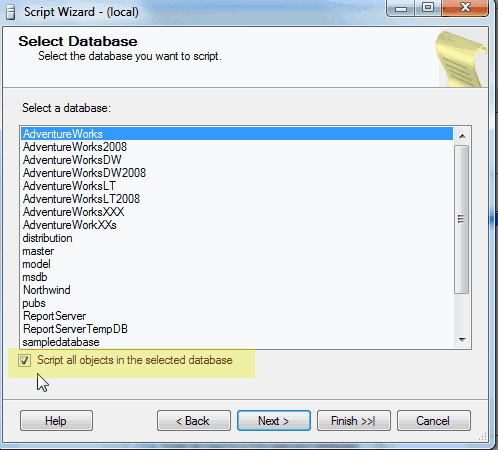 Script Wizard - (local)
Select Database
Select the database you want to script.
Select a database:
AdventureWorks
AdventureWorks2008
AdventureWorksDW
AdventureWorksDW2008
AdventureWorksLT
AdventureWorksLT2008
AdventureWorksXXX
AdventureWorkXXs
distribution
master
model
msdb
Northwind
pubs
ReportServer
ReportServerTempDB
sampledatabase
Script all objects in the selected database
Help
< Back
Next >
Finish >>|
Cancel